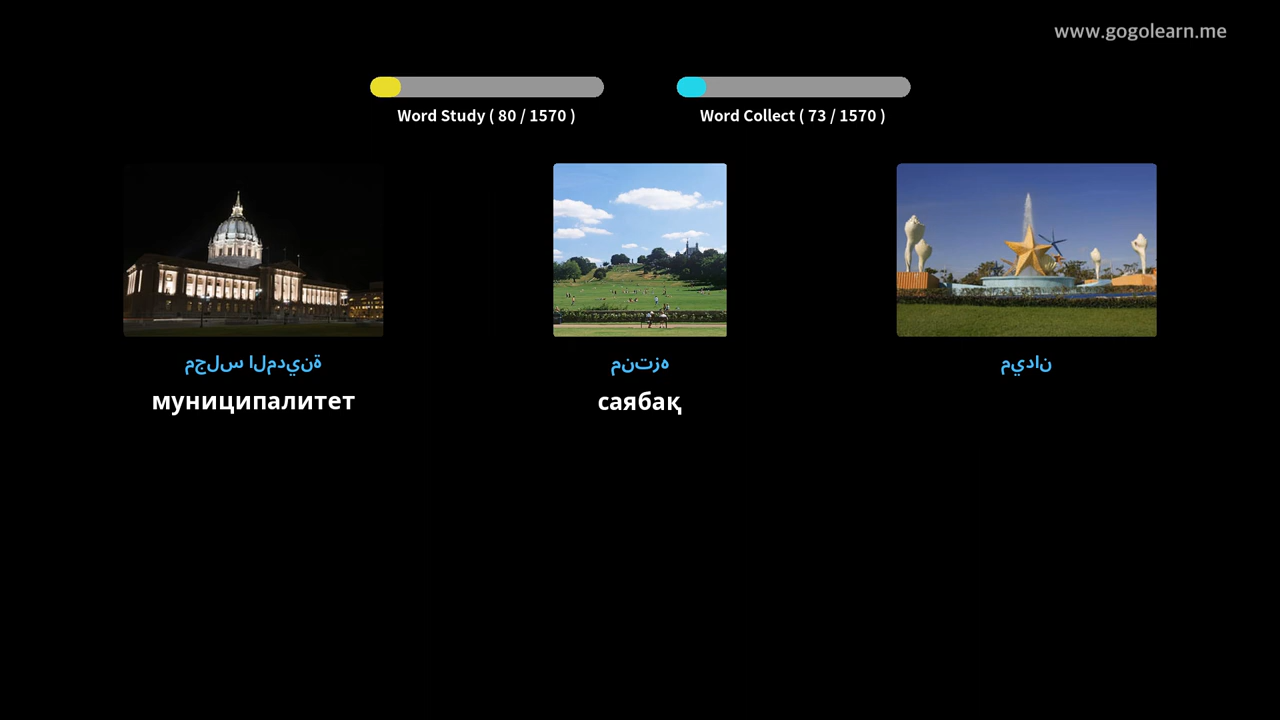 www.gogolearn.me
Word Study ( 80 / 1570 )
Word Collect ( 73 / 1570 )
مجلس المدينة
منتزه
ميدان
муниципалитет
саябақ